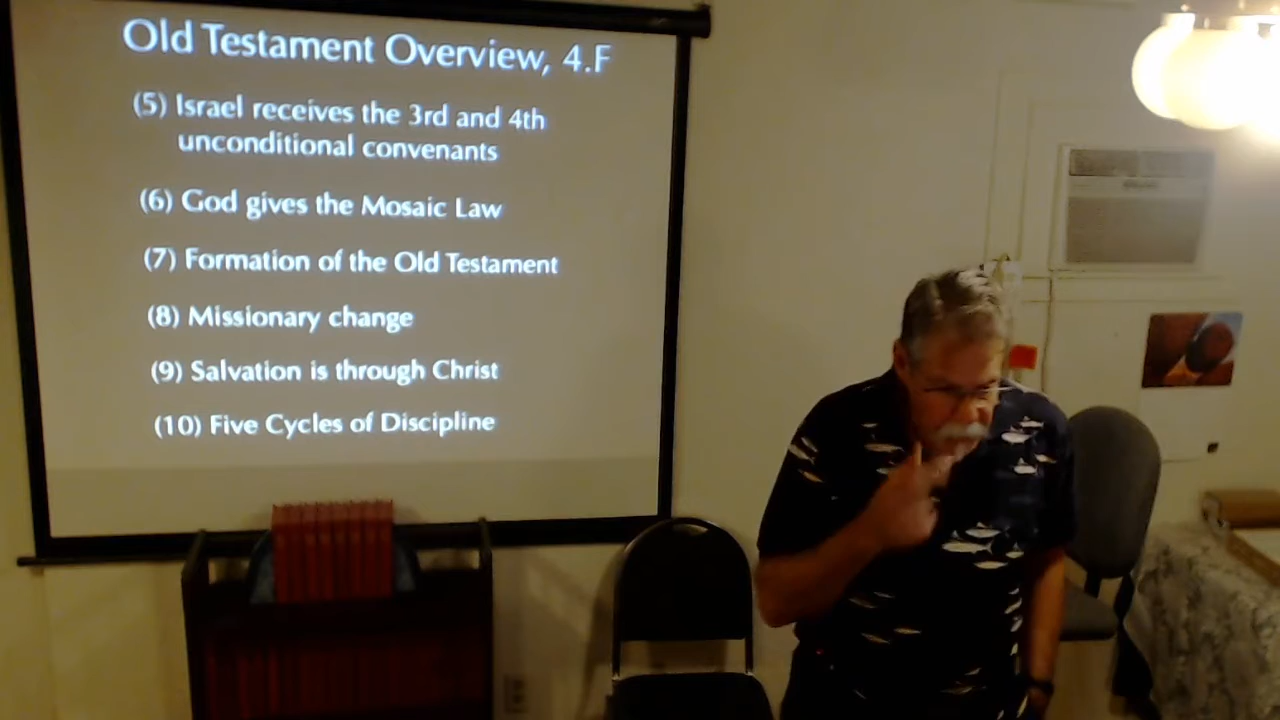 Old Testament Overview, 4.F
(5) Israel receives the 3rd and 4th
unconditional convenants
(6) God gives the Mosaic Law
(7) Formation of the Old Testament
(8) Missionary change
(9) Salvation is through Christ
(10) Five Cycles of Discipline